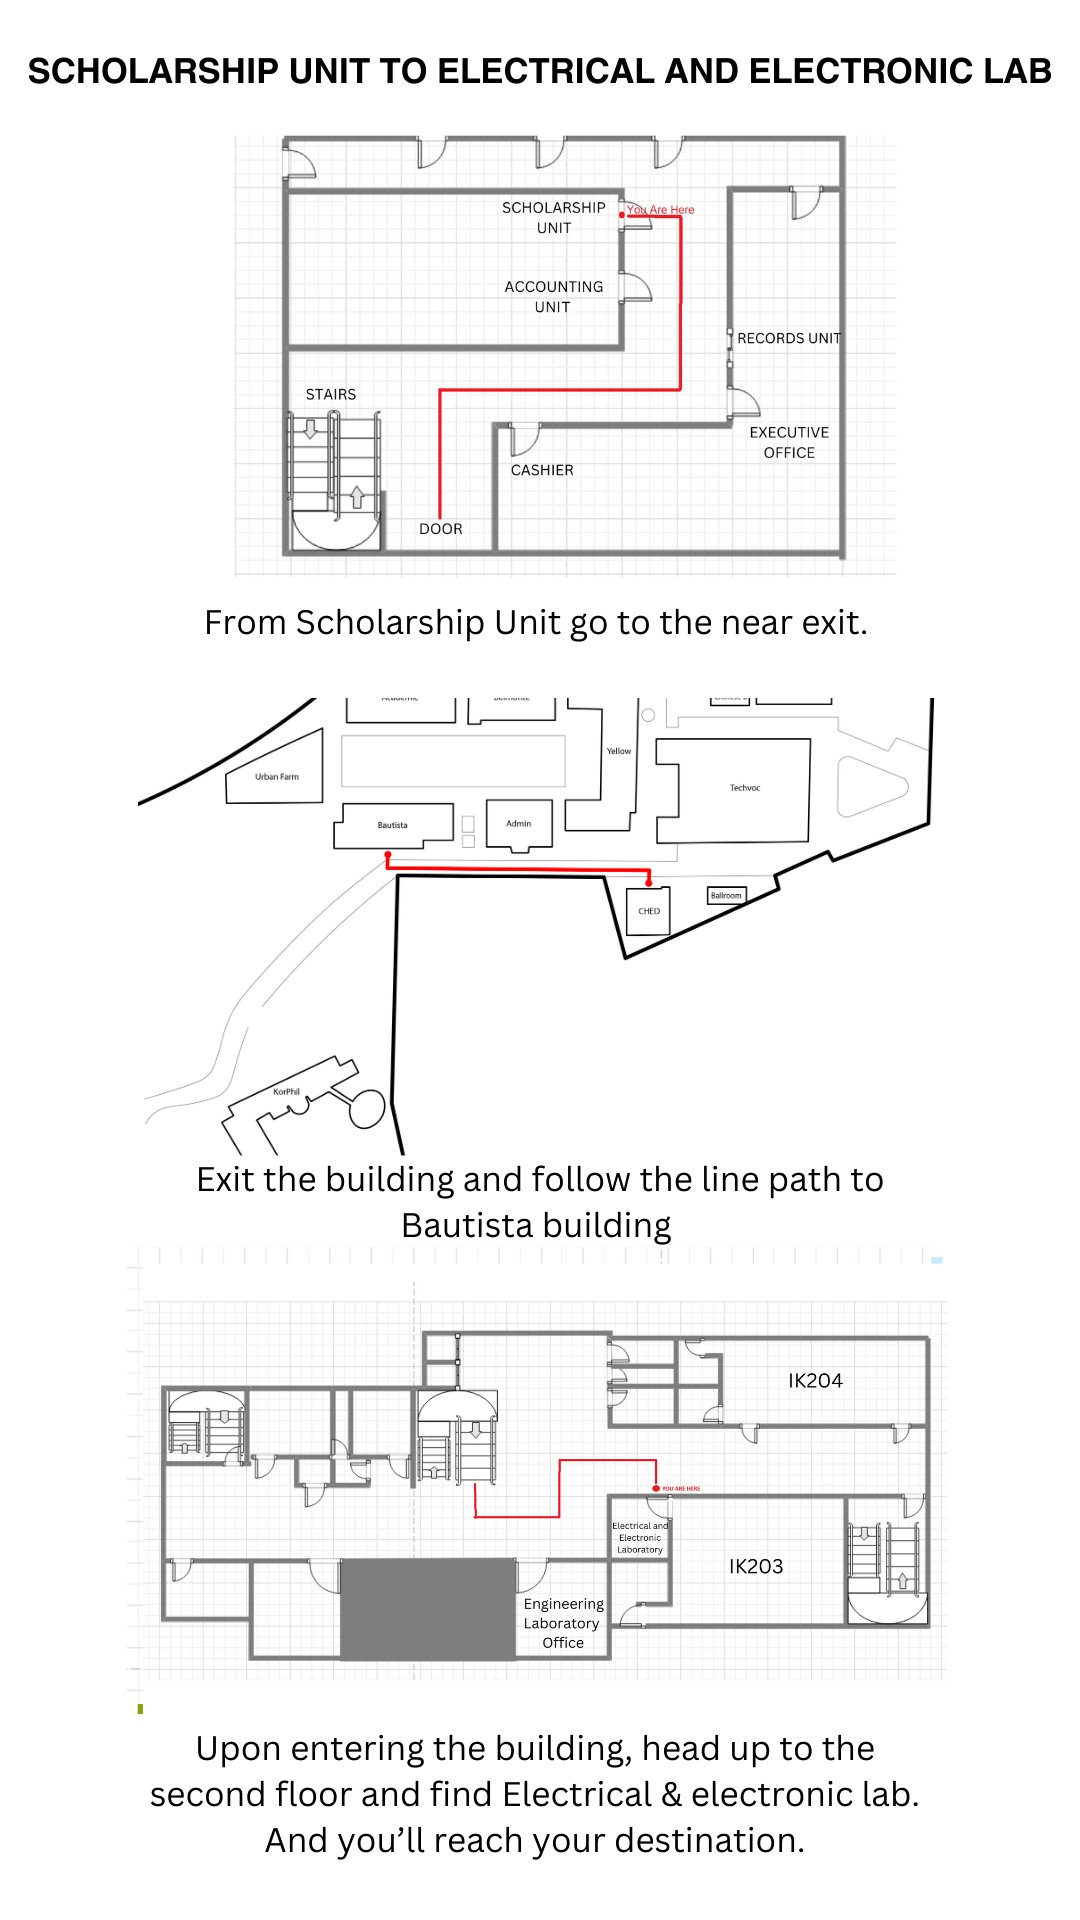 SCHOLARSHIP UNIT TO ELECTRICAL AND ELECTRONIC LAB
SCHOLARSHIP
UNIT
You Are Here
ACCOUNTING
UNIT
RECORDS UNIT
STAIRS
EXECUTIVE
OFFICE
CASHIER
DOOR
From Scholarship Unit go to the near exit.
Academic
Belmonte
Yellow
Urban Farm
Techvoc
Bautista
Admin
Ballroom
CHED
KorPhil
Exit the building and follow the line path to
Bautista building
IK204
YOU ARE HERE
Electrical and
Electronic
Laboratory
IK203
Engineering
Laboratory
Office
Upon entering the building, head up to the
second floor and find Electrical & electronic lab.
And you’ll reach your destination.